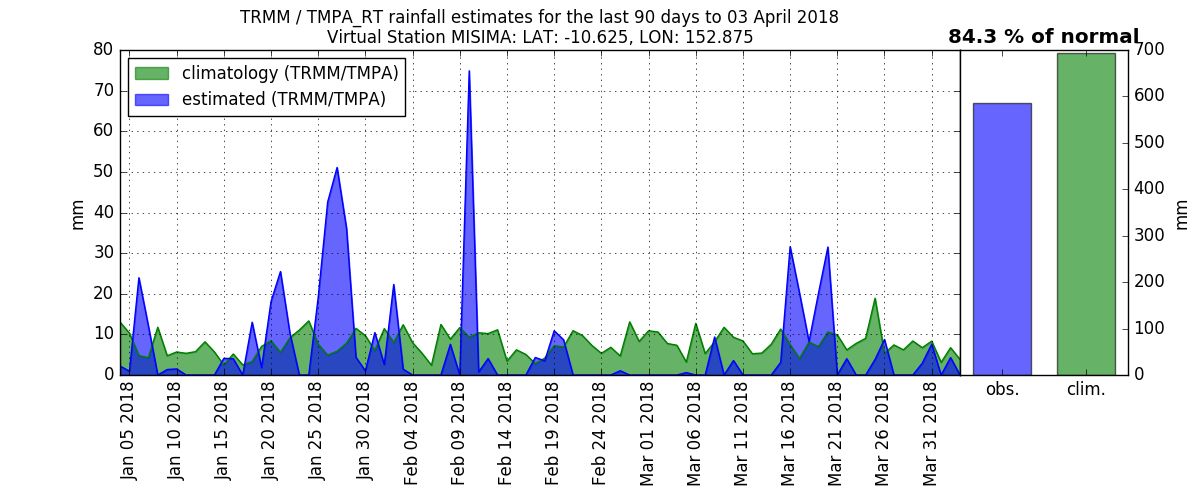 TRMM / TMPA_RT rainfall estimates for the last 90 days to 03 April 2018
Virtual Station MISIMA: LAT: -10.625, LON: 152.875
84.3 % of normal
climatology (TRMM/TMPA)
estimated (TRMM/TMPA)
mm
80
70
60
50
40
30
20
10
0
Jan 05 2018
Jan 10 2018
Jan 15 2018
Jan 20 2018
Jan 25 2018
Jan 30 2018
Feb 04 2018
Feb 09 2018
Feb 14 2018
Feb 19 2018
Feb 24 2018
Mar 01 2018
Mar 06 2018
Mar 11 2018
Mar 16 2018
Mar 21 2018
Mar 26 2018
Mar 31 2018
obs.
clim.
700
600
500
400
300
200
100
0
mm